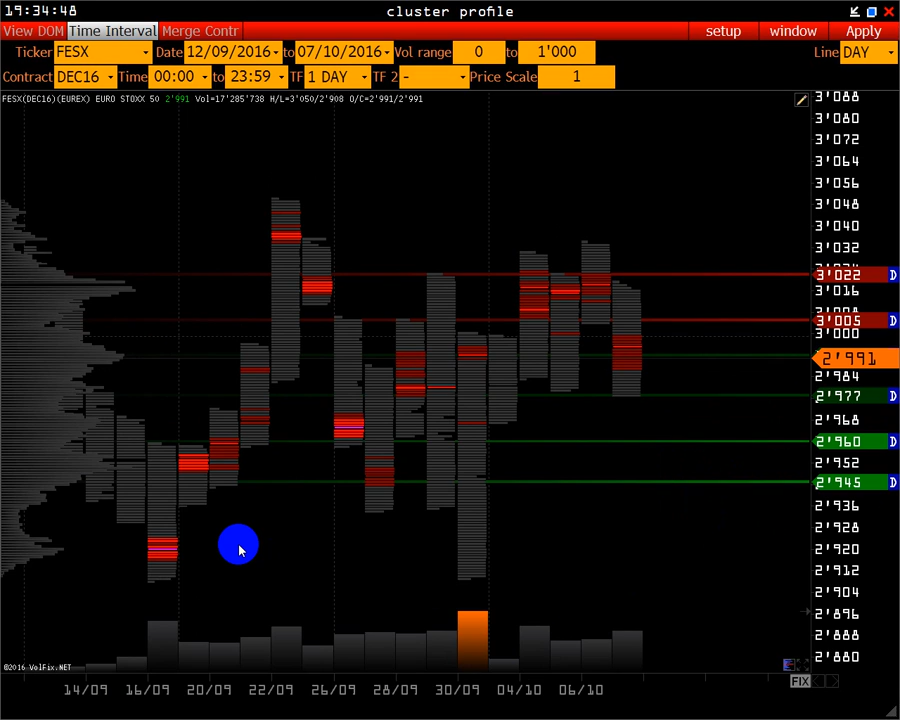 19:34:48 cluster profile
View DOM Time Interval Merge Contr setup window Apply
Ticker FESX Date 12/09/2016 to 07/10/2016 Vol range 0 to 1'000 Line DAY
Contract DEC16 Time 00:00 to 23:59 TF 1 DAY TF 2 - Price Scale 1
FESX(DEC16)(EUREX) EURO STOXX 50 2'991 Vol=17'285'738 H/L=3'050/2'908 O/C=2'991/2'991
3'088
3'080
3'072
3'064
3'056
3'048
3'040
3'032
3'022 D
3'016
3'005 D
3'000
2'991
2'984
2'977 D
2'968
2'960 D
2'952
2'945 D
2'936
2'928
2'920
2'912
2'904
2'896
2'888
2'880
©2016 VolFix.NET
14/09 16/09 20/09 22/09 26/09 28/09 30/09 04/10 06/10
FIX